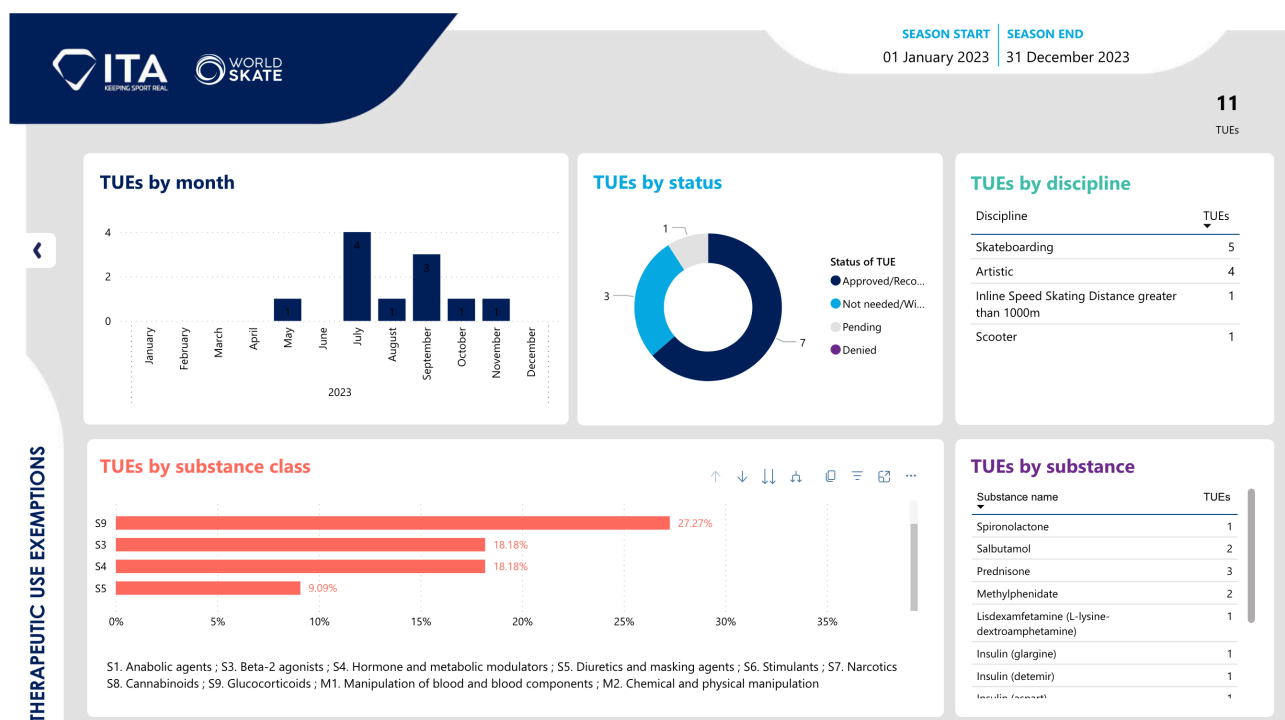 SEASON START SEASON END
01 January 2023 31 December 2023
ITA
KEEPING SPORT REAL
WORLD
SKATE
11
TUEs
THERAPEUTIC USE EXEMPTIONS
TUEs by month
4
2
0
1
4
1
3
1
1
January
February
March
April
May
June
July
August
September
October
November
December
2023
TUEs by status
1
3
7
Status of TUE
Approved/Reco...
Not needed/Wi...
Pending
Denied
TUEs by discipline
Discipline TUEs
Skateboarding 5
Artistic 4
Inline Speed Skating Distance greater 1
than 1000m
Scooter 1
TUEs by substance class
S9 27.27%
S3 18.18%
S4 18.18%
S5 9.09%
0% 5% 10% 15% 20% 25% 30% 35%
S1. Anabolic agents ; S3. Beta-2 agonists ; S4. Hormone and metabolic modulators ; S5. Diuretics and masking agents ; S6. Stimulants ; S7. Narcotics
S8. Cannabinoids ; S9. Glucocorticoids ; M1. Manipulation of blood and blood components ; M2. Chemical and physical manipulation
TUEs by substance
Substance name TUEs
Spironolactone 1
Salbutamol 2
Prednisone 3
Methylphenidate 2
Lisdexamfetamine (L-lysine- 1
dextroamphetamine)
Insulin (glargine) 1
Insulin (detemir) 1
Insulin (aspart) 1